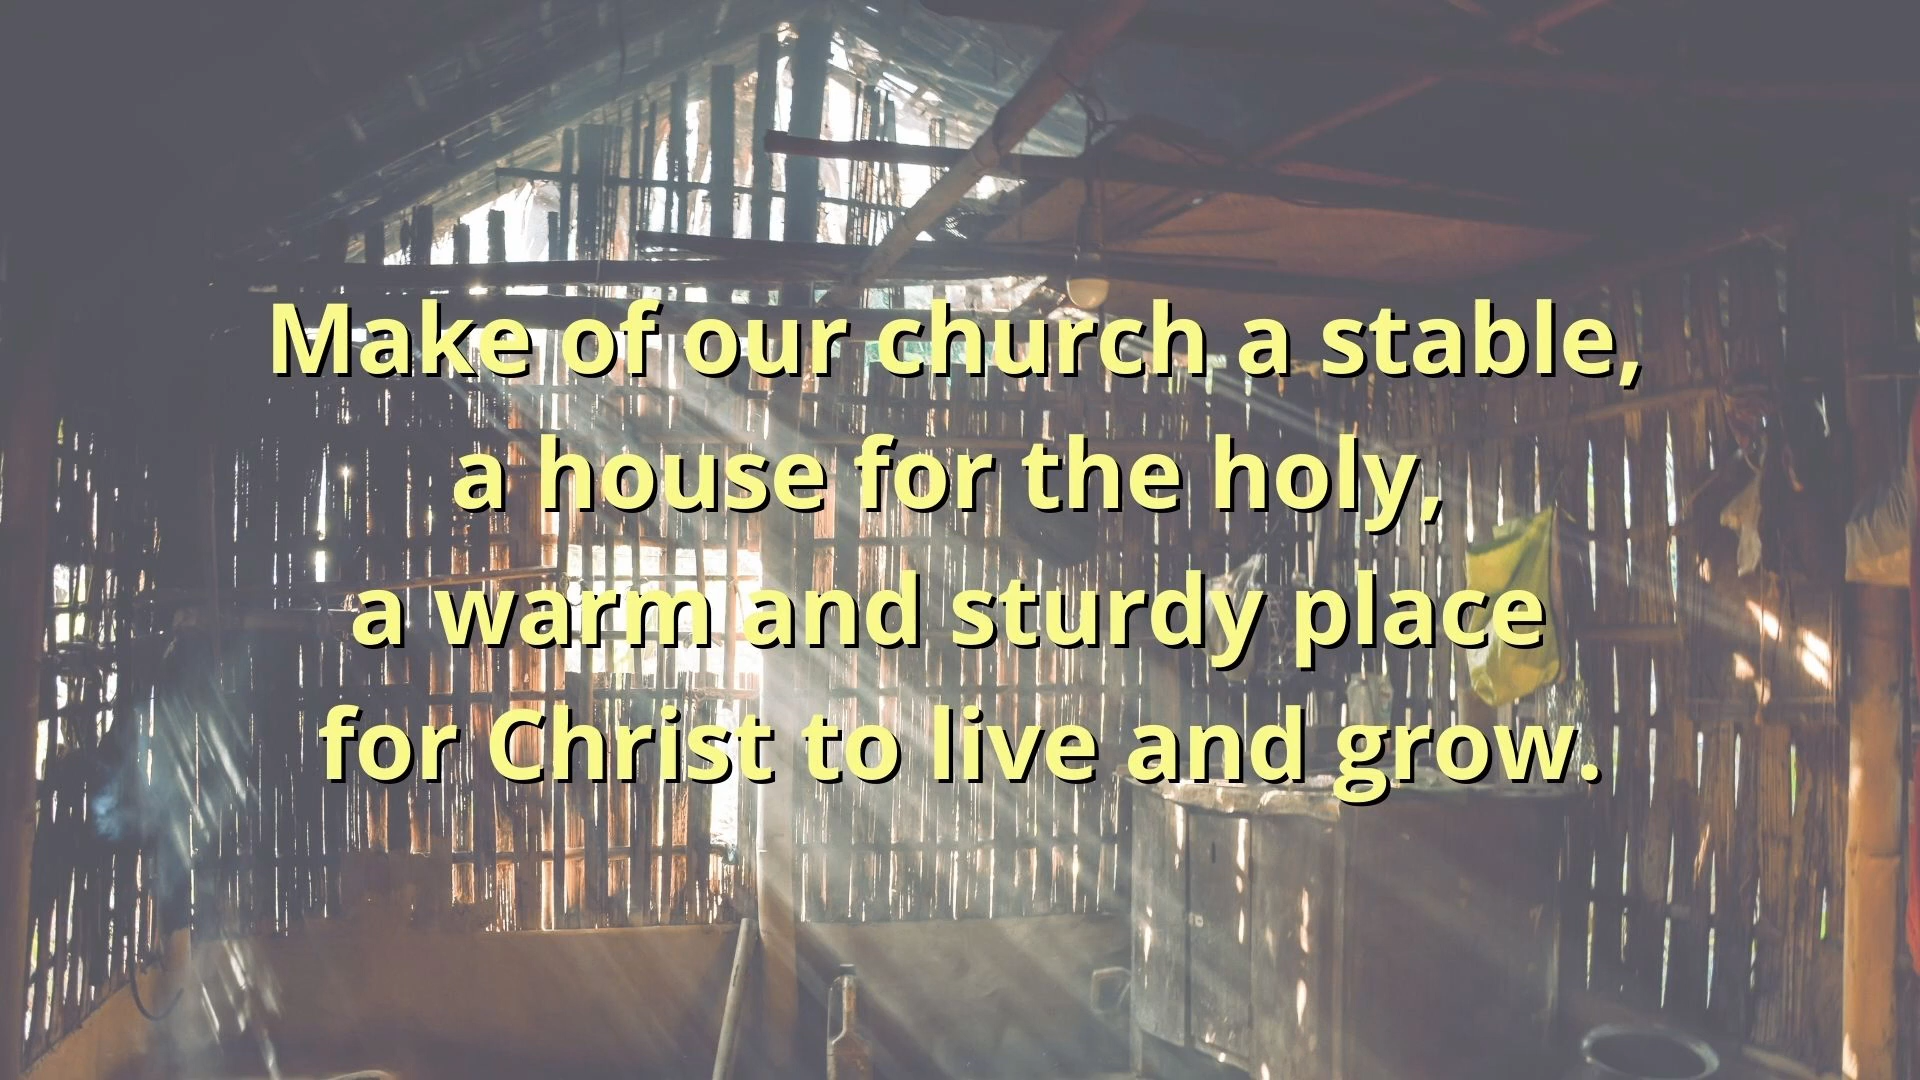 Make of our church a stable,
a house for the holy,
a warm and sturdy place
for Christ to live and grow.